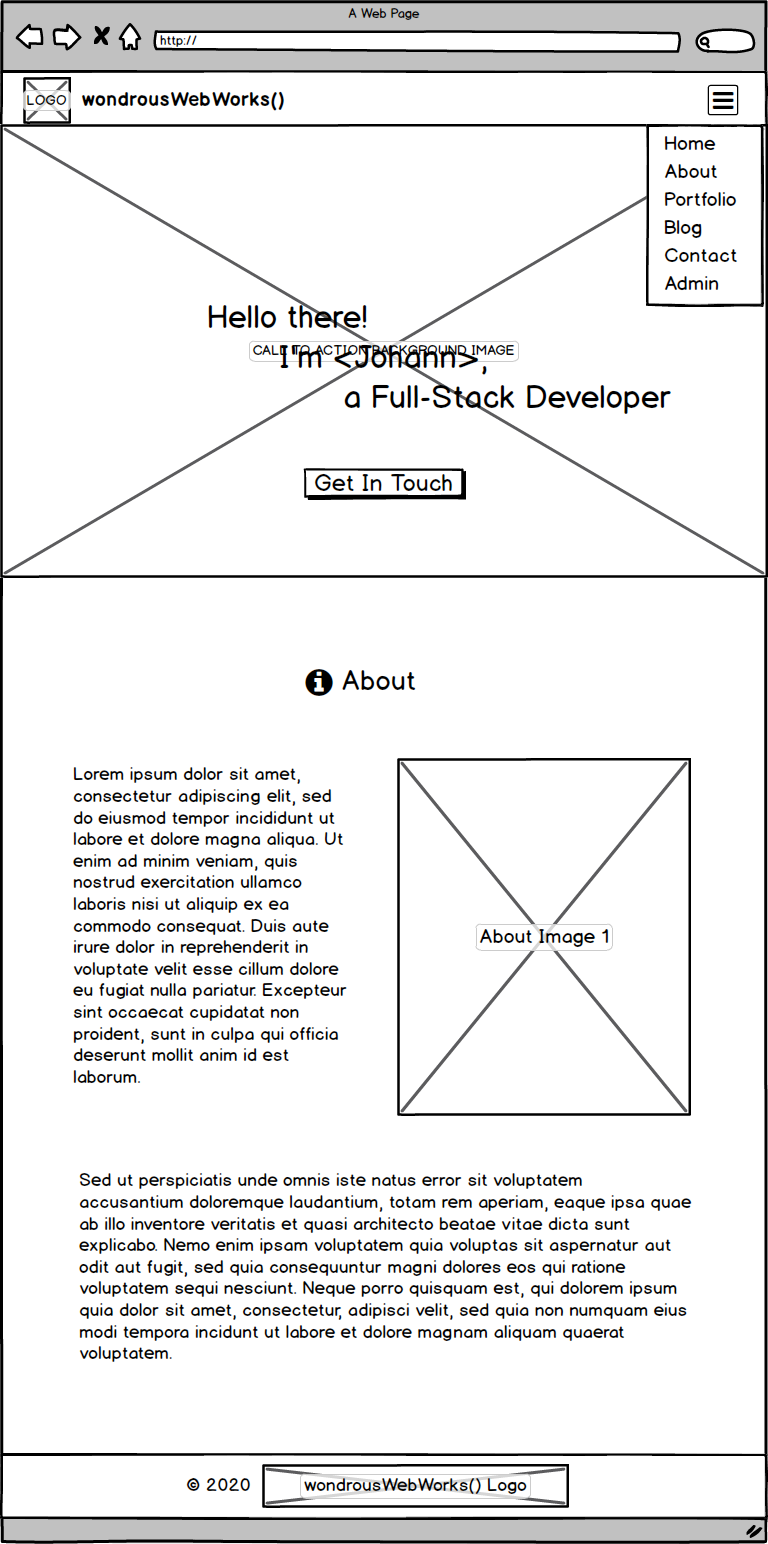 A Web Page
http://
LOGO
wondrousWebWorks()
Home
About
Portfolio
Blog
Contact
Admin
Hello there!
CALL TO ACTION BACKGROUND IMAGE
I'm <Johann>,
a Full-Stack Developer
Get In Touch
About
Lorem ipsum dolor sit amet,
consectetur adipiscing elit, sed
do eiusmod tempor incididunt ut
labore et dolore magna aliqua. Ut
enim ad minim veniam, quis
nostrud exercitation ullamco
laboris nisi ut aliquip ex ea
commodo consequat. Duis aute
irure dolor in reprehenderit in
voluptate velit esse cillum dolore
eu fugiat nulla pariatur. Excepteur
sint occaecat cupidatat non
proident, sunt in culpa qui officia
deserunt mollit anim id est
laborum.
About Image 1
Sed ut perspiciatis unde omnis iste natus error sit voluptatem
accusantium doloremque laudantium, totam rem aperiam, eaque ipsa quae
ab illo inventore veritatis et quasi architecto beatae vitae dicta sunt
explicabo. Nemo enim ipsam voluptatem quia voluptas sit aspernatur aut
odit aut fugit, sed quia consequuntur magni dolores eos qui ratione
voluptatem sequi nesciunt. Neque porro quisquam est, qui dolorem ipsum
quia dolor sit amet, consectetur, adipisci velit, sed quia non numquam eius
modi tempora incidunt ut labore et dolore magnam aliquam quaerat
voluptatem.
© 2020
wondrousWebWorks() Logo